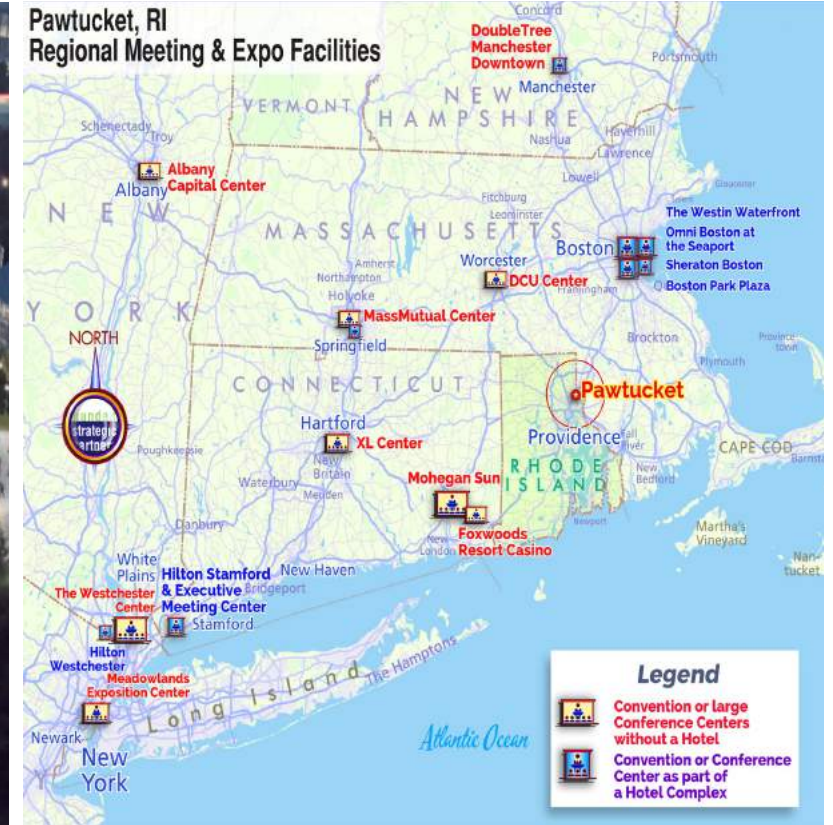 Pawtucket, RI
Regional Meeting & Expo Facilities
Concord
DoubleTree
Manchester
Downtown
Portsmouth
Manchester
NEW
HAMPSHIRE
VERMONT
Nashua
Haverhill
Lawrence
Schenectady
Troy
Albany
Albany
Capital Center
Lowell
Gloucester
Fitchburg
Leominster
NEW
YORK
MASSACHUSETTS
The Westin Waterfront
Omni Boston at
the Seaport
Sheraton Boston
Boston Park Plaza
Boston
Worcester
DCU Center
Framingham
Amherst
Northampton
Holyoke
MassMutual Center
Springfield
Brockton
Province-
town
Plymouth
NORTH
strategic
CONNECTICUT
Pawtucket
Hartford
XL Center
New
Britain
Providence
Fall
River
CAPE COD
RHODE
ISLAND
New
Bedford
Poughkeepsie
Waterbury
Meriden
Mohegan Sun
Newport
Martha's
Vineyard
Danbury
New
London
Foxwoods
Resort Casino
Nan-
tucket
White
Plains
Hilton Stamford
& Executive
Meeting Center
New Haven
Bridgeport
The Westchester
Center
Stamford
Hilton
Westchester
Meadowlands
Exposition Center
Long Island
The Hamptons
Newark
New
York
Atlantic Ocean
Legend
Convention or large
Conference Centers
without a Hotel
Convention or Conference
Center as part of
a Hotel Complex